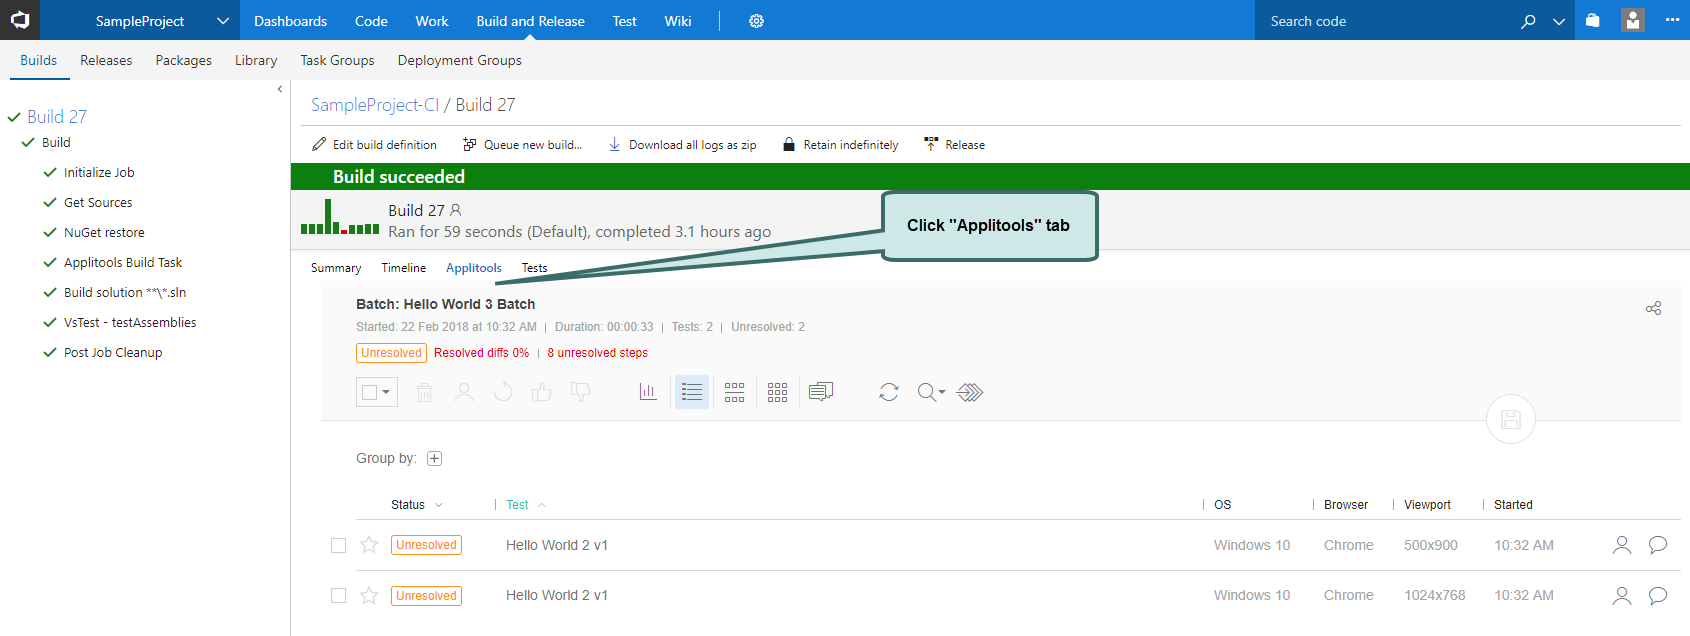 SampleProject Dashboards Code Work Build and Release Test Wiki Search code
Builds Releases Packages Library Task Groups Deployment Groups
Build 27
Build
Initialize Job
Get Sources
NuGet restore
Applitools Build Task
Build solution **\*.sln
VsTest - testAssemblies
Post Job Cleanup
SampleProject-CI / Build 27
Edit build definition Queue new build... Download all logs as zip Retain indefinitely Release
Build succeeded
Build 27
Ran for 59 seconds (Default), completed 3.1 hours ago
Click "Applitools" tab
Summary Timeline Applitools Tests
Batch: Hello World 3 Batch
Started: 22 Feb 2018 at 10:32 AM | Duration: 00:00:33 | Tests: 2 | Unresolved: 2
Unresolved Resolved diffs 0% | 8 unresolved steps
Group by:
Status | Test | OS | Browser | Viewport | Started
Unresolved Hello World 2 v1 Windows 10 Chrome 500x900 10:32 AM
Unresolved Hello World 2 v1 Windows 10 Chrome 1024x768 10:32 AM